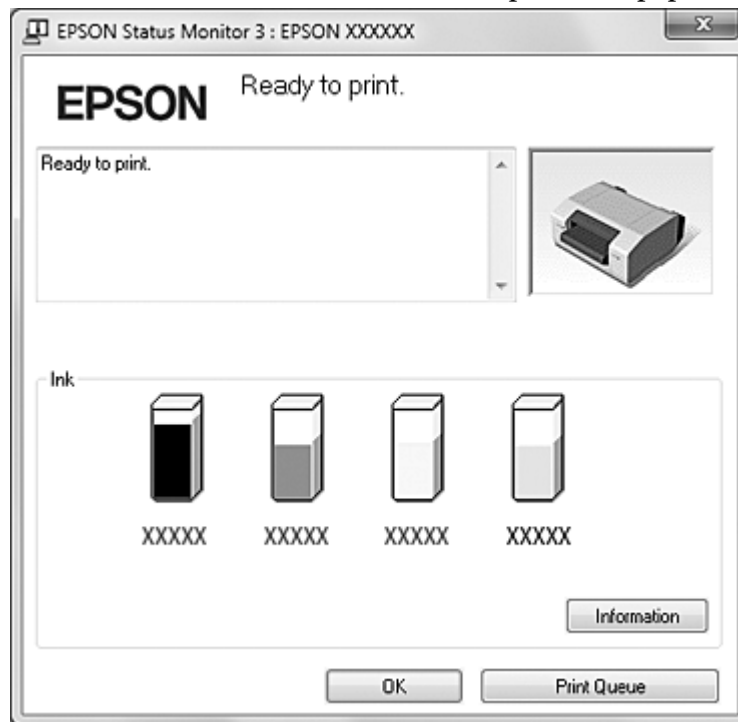 EPSON Status Monitor 3 : EPSON XXXXXX
EPSON
Ready to print.
Ready to print.
Ink
XXXXX XXXXX XXXXX XXXXX
Information
OK Print Queue